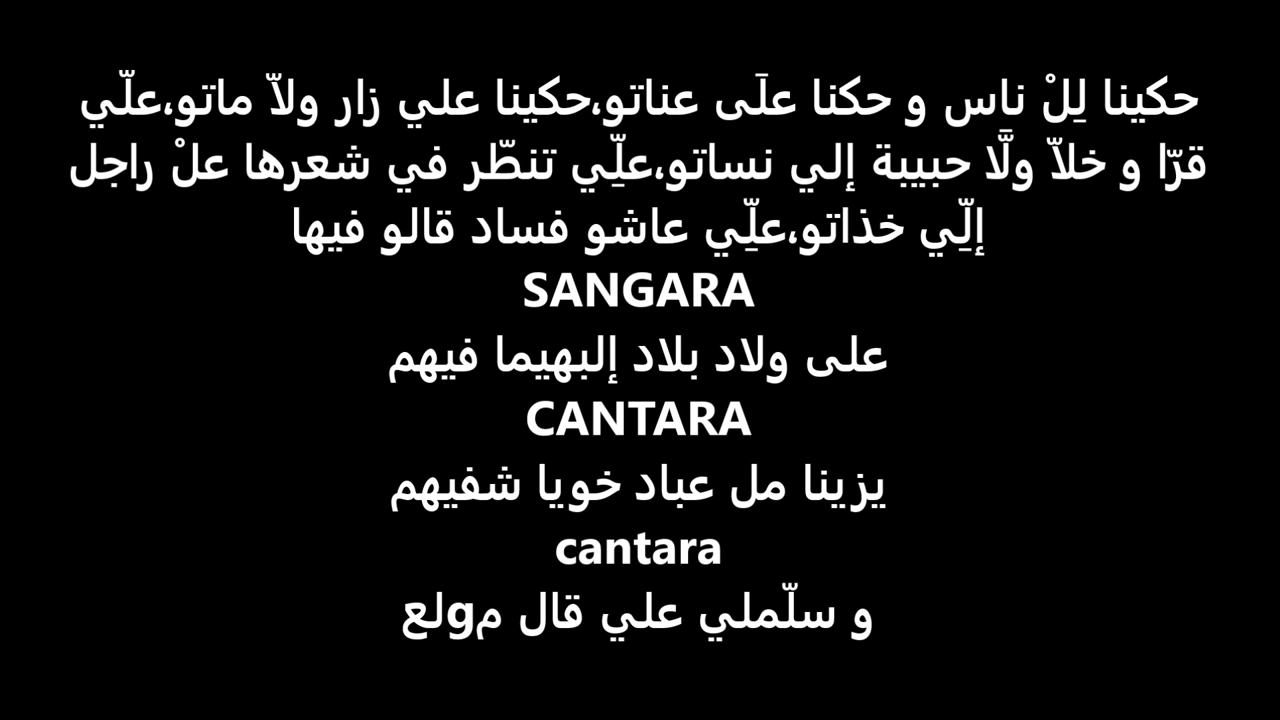 حكينا لِلْ ناس و حكنا علَى عناتو،حكينا علي زار ولاّ ماتو،علّي
قرّا و خلاّ ولَّا حبيبة إلي نساتو،علِّي تنطّر في شعرها علْ راجل
إلِّي خذاتو،علِّي عاشو فساد قالو فيها
SANGARA
على ولاد بلاد إلبهيما فيهم
CANTARA
يزينا مل عباد خويا شفيهم
cantara
و سلّملي علي قال مgلع